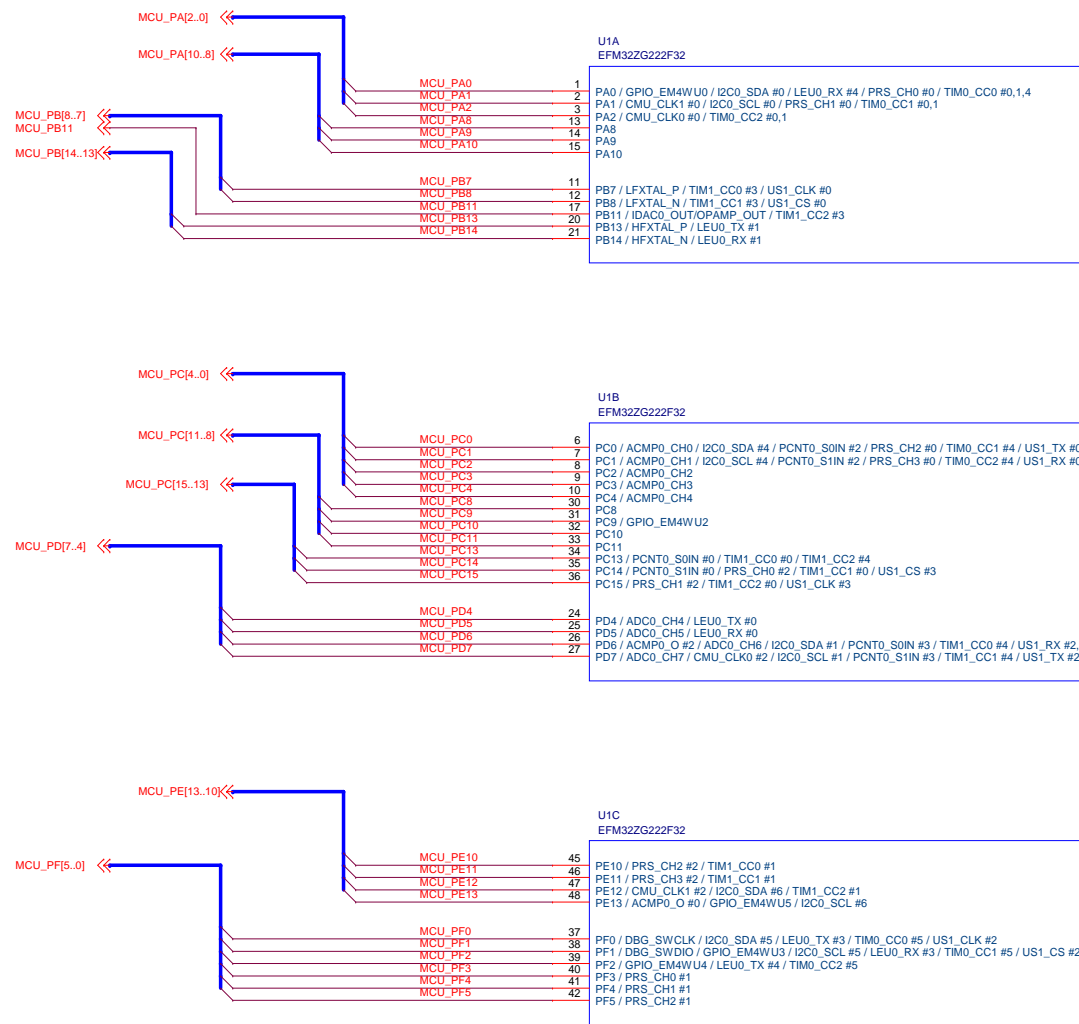 MCU_PA[2..0]
MCU_PA[10..8]
MCU_PB[8..7]
MCU_PB11
MCU_PB[14..13]
U1A
EFM32ZG222F32
MCU_PA0 1 PA0 / GPIO_EM4WU0 / I2C0_SDA #0 / LEU0_RX #4 / PRS_CH0 #0 / TIM0_CC0 #0,1,4
MCU_PA1 2 PA1 / CMU_CLK1 #0 / I2C0_SCL #0 / PRS_CH1 #0 / TIM0_CC1 #0,1
MCU_PA2 3 PA2 / CMU_CLK0 #0 / TIM0_CC2 #0,1
MCU_PA8 13 PA8
MCU_PA9 14 PA9
MCU_PA10 15 PA10
MCU_PB7 11 PB7 / LFXTAL_P / TIM1_CC0 #3 / US1_CLK #0
MCU_PB8 12 PB8 / LFXTAL_N / TIM1_CC1 #3 / US1_CS #0
MCU_PB11 17 PB11 / IDAC0_OUT/OPAMP_OUT / TIM1_CC2 #3
MCU_PB13 20 PB13 / HFXTAL_P / LEU0_TX #1
MCU_PB14 21 PB14 / HFXTAL_N / LEU0_RX #1
MCU_PC[4..0]
MCU_PC[11..8]
MCU_PC[15..13]
MCU_PD[7..4]
U1B
EFM32ZG222F32
MCU_PC0 6 PC0 / ACMP0_CH0 / I2C0_SDA #4 / PCNT0_S0IN #2 / PRS_CH2 #0 / TIM0_CC1 #4 / US1_TX #0
MCU_PC1 7 PC1 / ACMP0_CH1 / I2C0_SCL #4 / PCNT0_S1IN #2 / PRS_CH3 #0 / TIM0_CC2 #4 / US1_RX #0
MCU_PC2 8 PC2 / ACMP0_CH2
MCU_PC3 9 PC3 / ACMP0_CH3
MCU_PC4 10 PC4 / ACMP0_CH4
MCU_PC8 30 PC8
MCU_PC9 31 PC9 / GPIO_EM4WU2
MCU_PC10 32 PC10
MCU_PC11 33 PC11
MCU_PC13 34 PC13 / PCNT0_S0IN #0 / TIM1_CC0 #0 / TIM1_CC2 #4
MCU_PC14 35 PC14 / PCNT0_S1IN #0 / PRS_CH0 #2 / TIM1_CC1 #0 / US1_CS #3
MCU_PC15 36 PC15 / PRS_CH1 #2 / TIM1_CC2 #0 / US1_CLK #3
MCU_PD4 24 PD4 / ADC0_CH4 / LEU0_TX #0
MCU_PD5 25 PD5 / ADC0_CH5 / LEU0_RX #0
MCU_PD6 26 PD6 / ACMP0_O #2 / ADC0_CH6 / I2C0_SDA #1 / PCNT0_S0IN #3 / TIM1_CC0 #4 / US1_RX #2,
MCU_PD7 27 PD7 / ADC0_CH7 / CMU_CLK0 #2 / I2C0_SCL #1 / PCNT0_S1IN #3 / TIM1_CC1 #4 / US1_TX #2
MCU_PE[13..10]
MCU_PF[5..0]
U1C
EFM32ZG222F32
MCU_PE10 45 PE10 / PRS_CH2 #2 / TIM1_CC0 #1
MCU_PE11 46 PE11 / PRS_CH3 #2 / TIM1_CC1 #1
MCU_PE12 47 PE12 / CMU_CLK1 #2 / I2C0_SDA #6 / TIM1_CC2 #1
MCU_PE13 48 PE13 / ACMP0_O #0 / GPIO_EM4WU5 / I2C0_SCL #6
MCU_PF0 37 PF0 / DBG_SWCLK / I2C0_SDA #5 / LEU0_TX #3 / TIM0_CC0 #5 / US1_CLK #2
MCU_PF1 38 PF1 / DBG_SWDIO / GPIO_EM4WU3 / I2C0_SCL #5 / LEU0_RX #3 / TIM0_CC1 #5 / US1_CS #2
MCU_PF2 39 PF2 / GPIO_EM4WU4 / LEU0_TX #4 / TIM0_CC2 #5
MCU_PF3 40 PF3 / PRS_CH0 #1
MCU_PF4 41 PF4 / PRS_CH1 #1
MCU_PF5 42 PF5 / PRS_CH2 #1